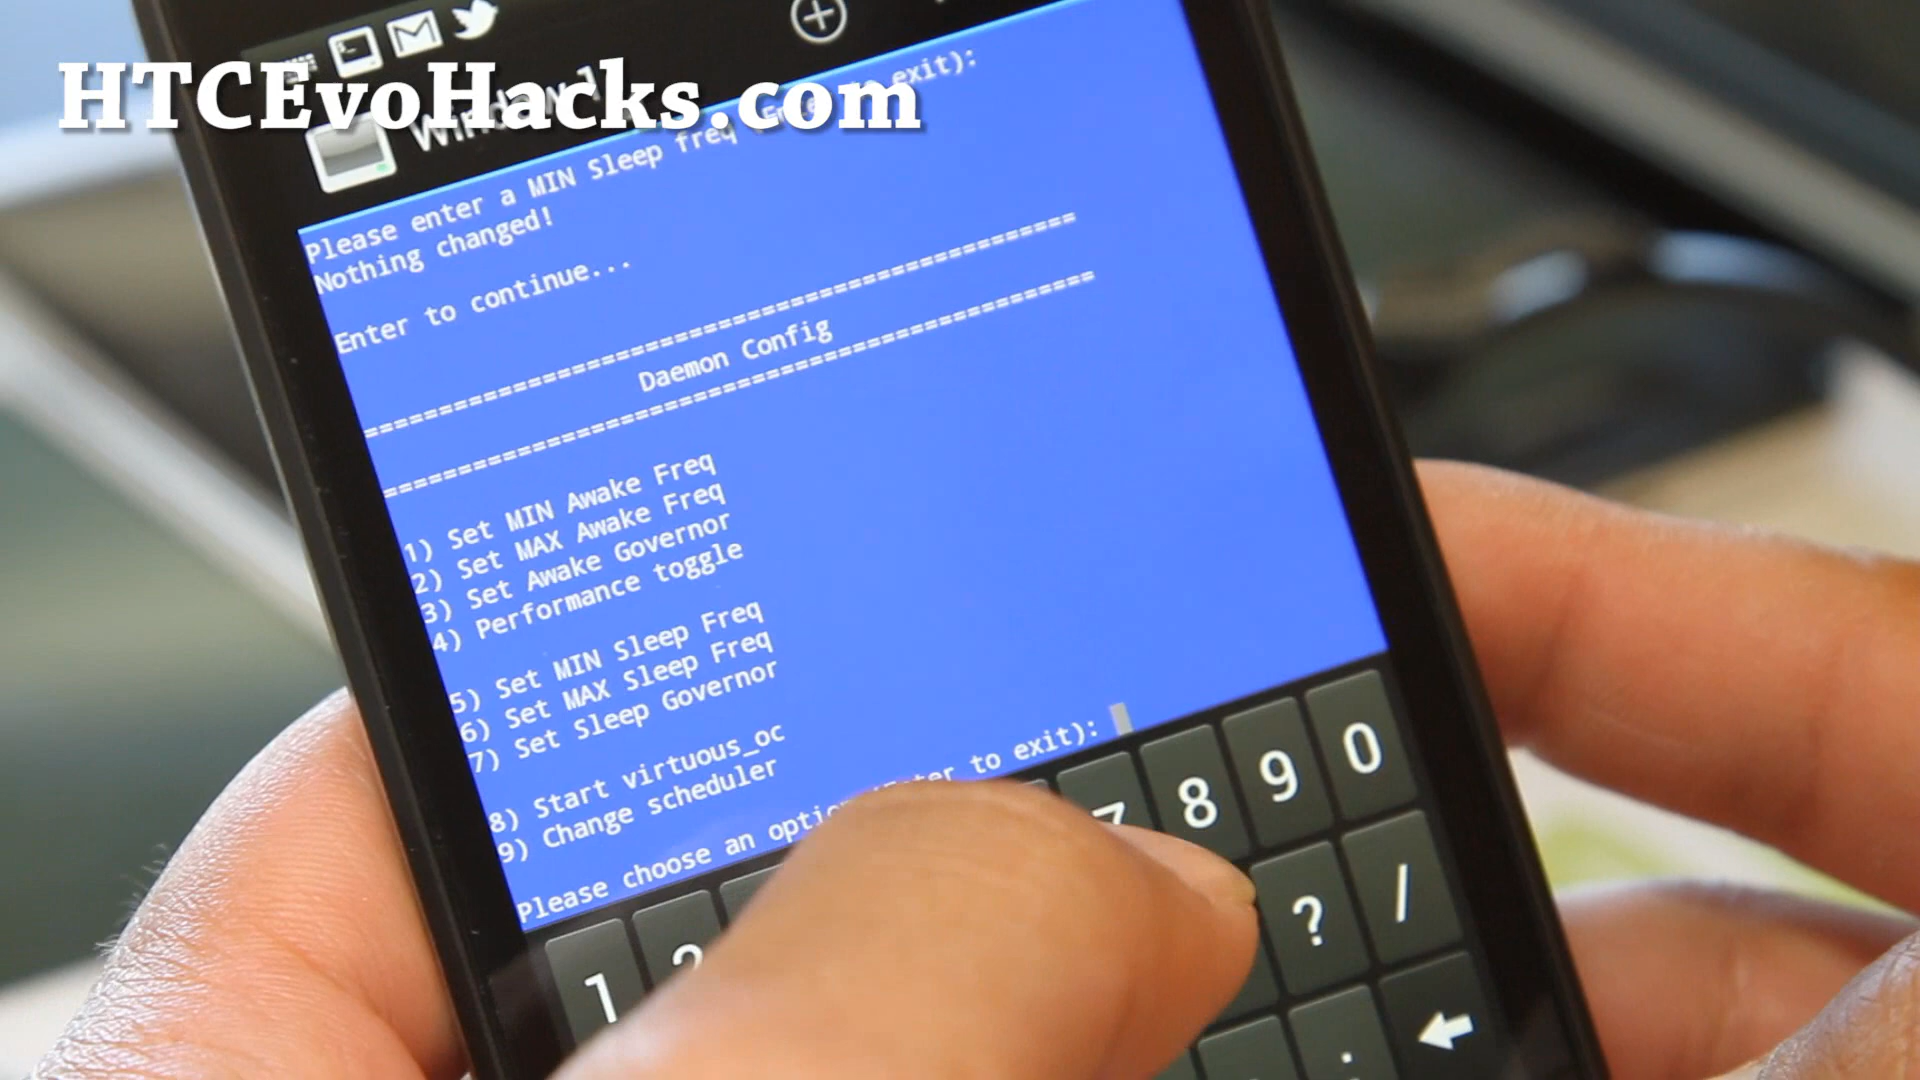 HTCEvoHacks.com
Please enter a MIN Sleep freq exit):
Nothing changed!
Enter to continue...
==================================================
Daemon Config
==================================================
1) Set MIN Awake Freq
2) Set MAX Awake Freq
3) Set Awake Governor
4) Performance toggle
5) Set MIN Sleep Freq
6) Set MAX Sleep Freq
7) Set Sleep Governor
8) Start virtuous_oc
9) Change scheduler
Please choose an option to exit):
1 2 7 8 9 0
? /
.